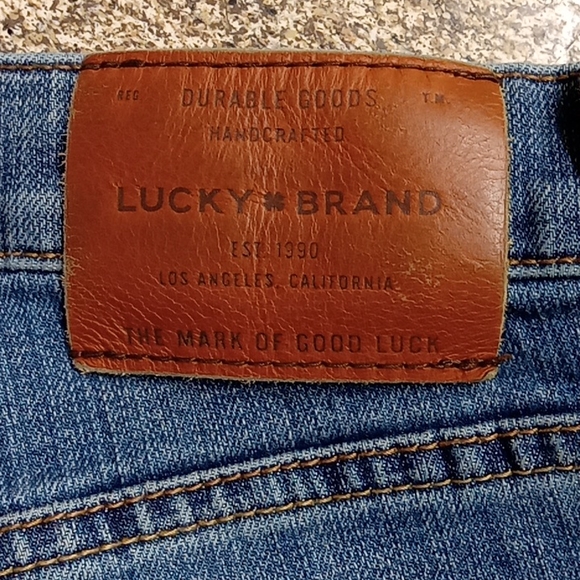 REG DURABLE GOODS T.M.
HANDCRAFTED
LUCKY BRAND
EST. 1990
LOS ANGELES, CALIFORNIA
THE MARK OF GOOD LUCK